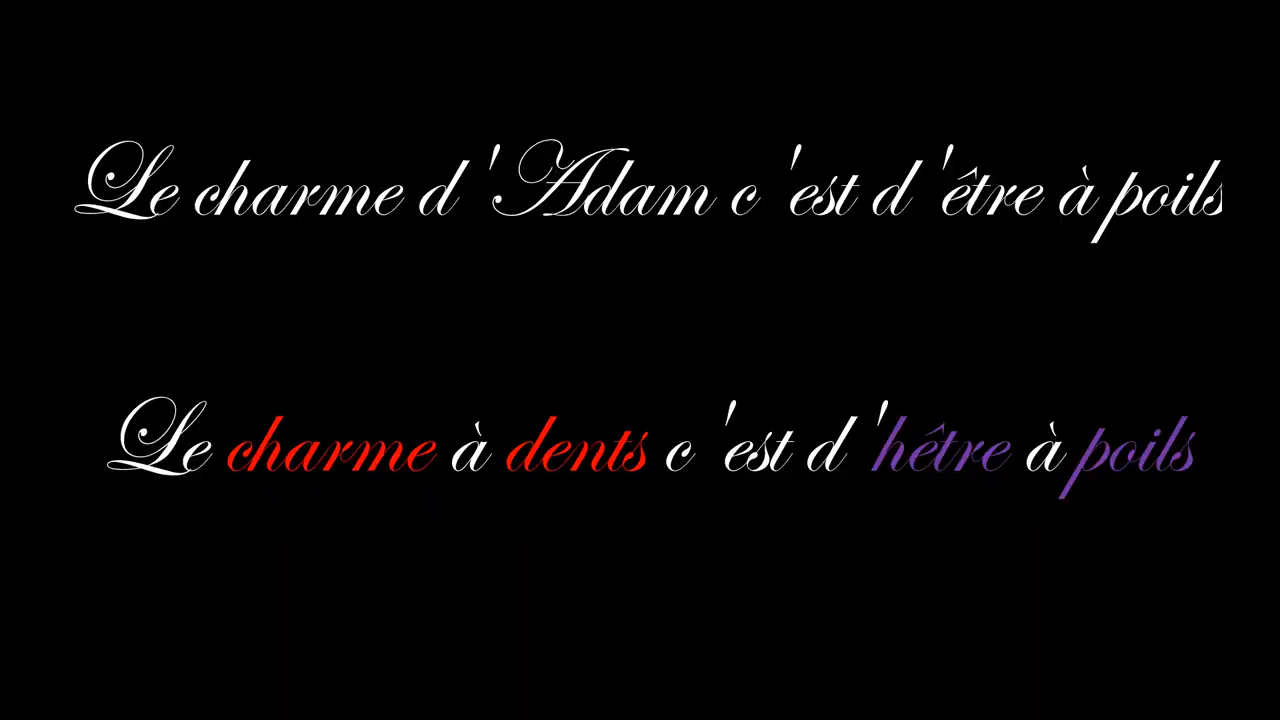 Le charme d'Adam c'est d'être à poils
Le charme à dents c'est d'hêtre à poils